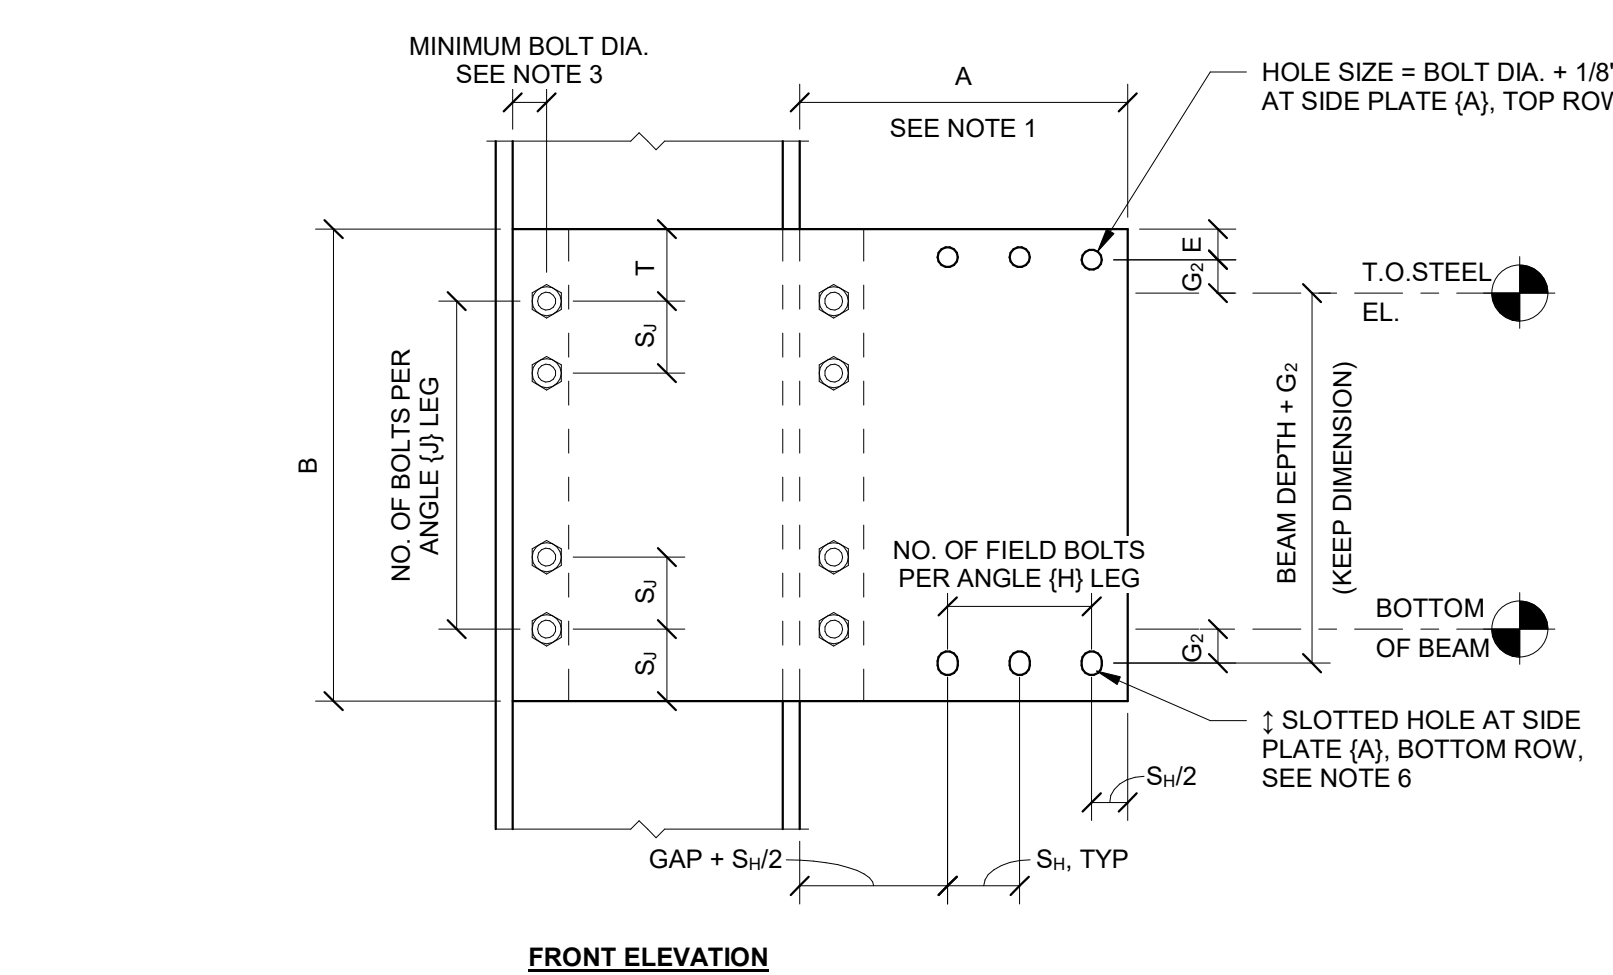 MINIMUM BOLT DIA.
SEE NOTE 3
A
SEE NOTE 1
HOLE SIZE = BOLT DIA. + 1/8"
AT SIDE PLATE {A}, TOP ROW
T
SJ
E
G2
T.O.STEEL
EL.
B
NO. OF BOLTS PER
ANGLE {J} LEG
BEAM DEPTH + G2
(KEEP DIMENSION)
NO. OF FIELD BOLTS
PER ANGLE {H} LEG
SJ
SJ
G2
BOTTOM
OF BEAM
↕ SLOTTED HOLE AT SIDE
PLATE {A}, BOTTOM ROW,
SEE NOTE 6
SH/2
GAP + SH/2
SH, TYP
FRONT ELEVATION